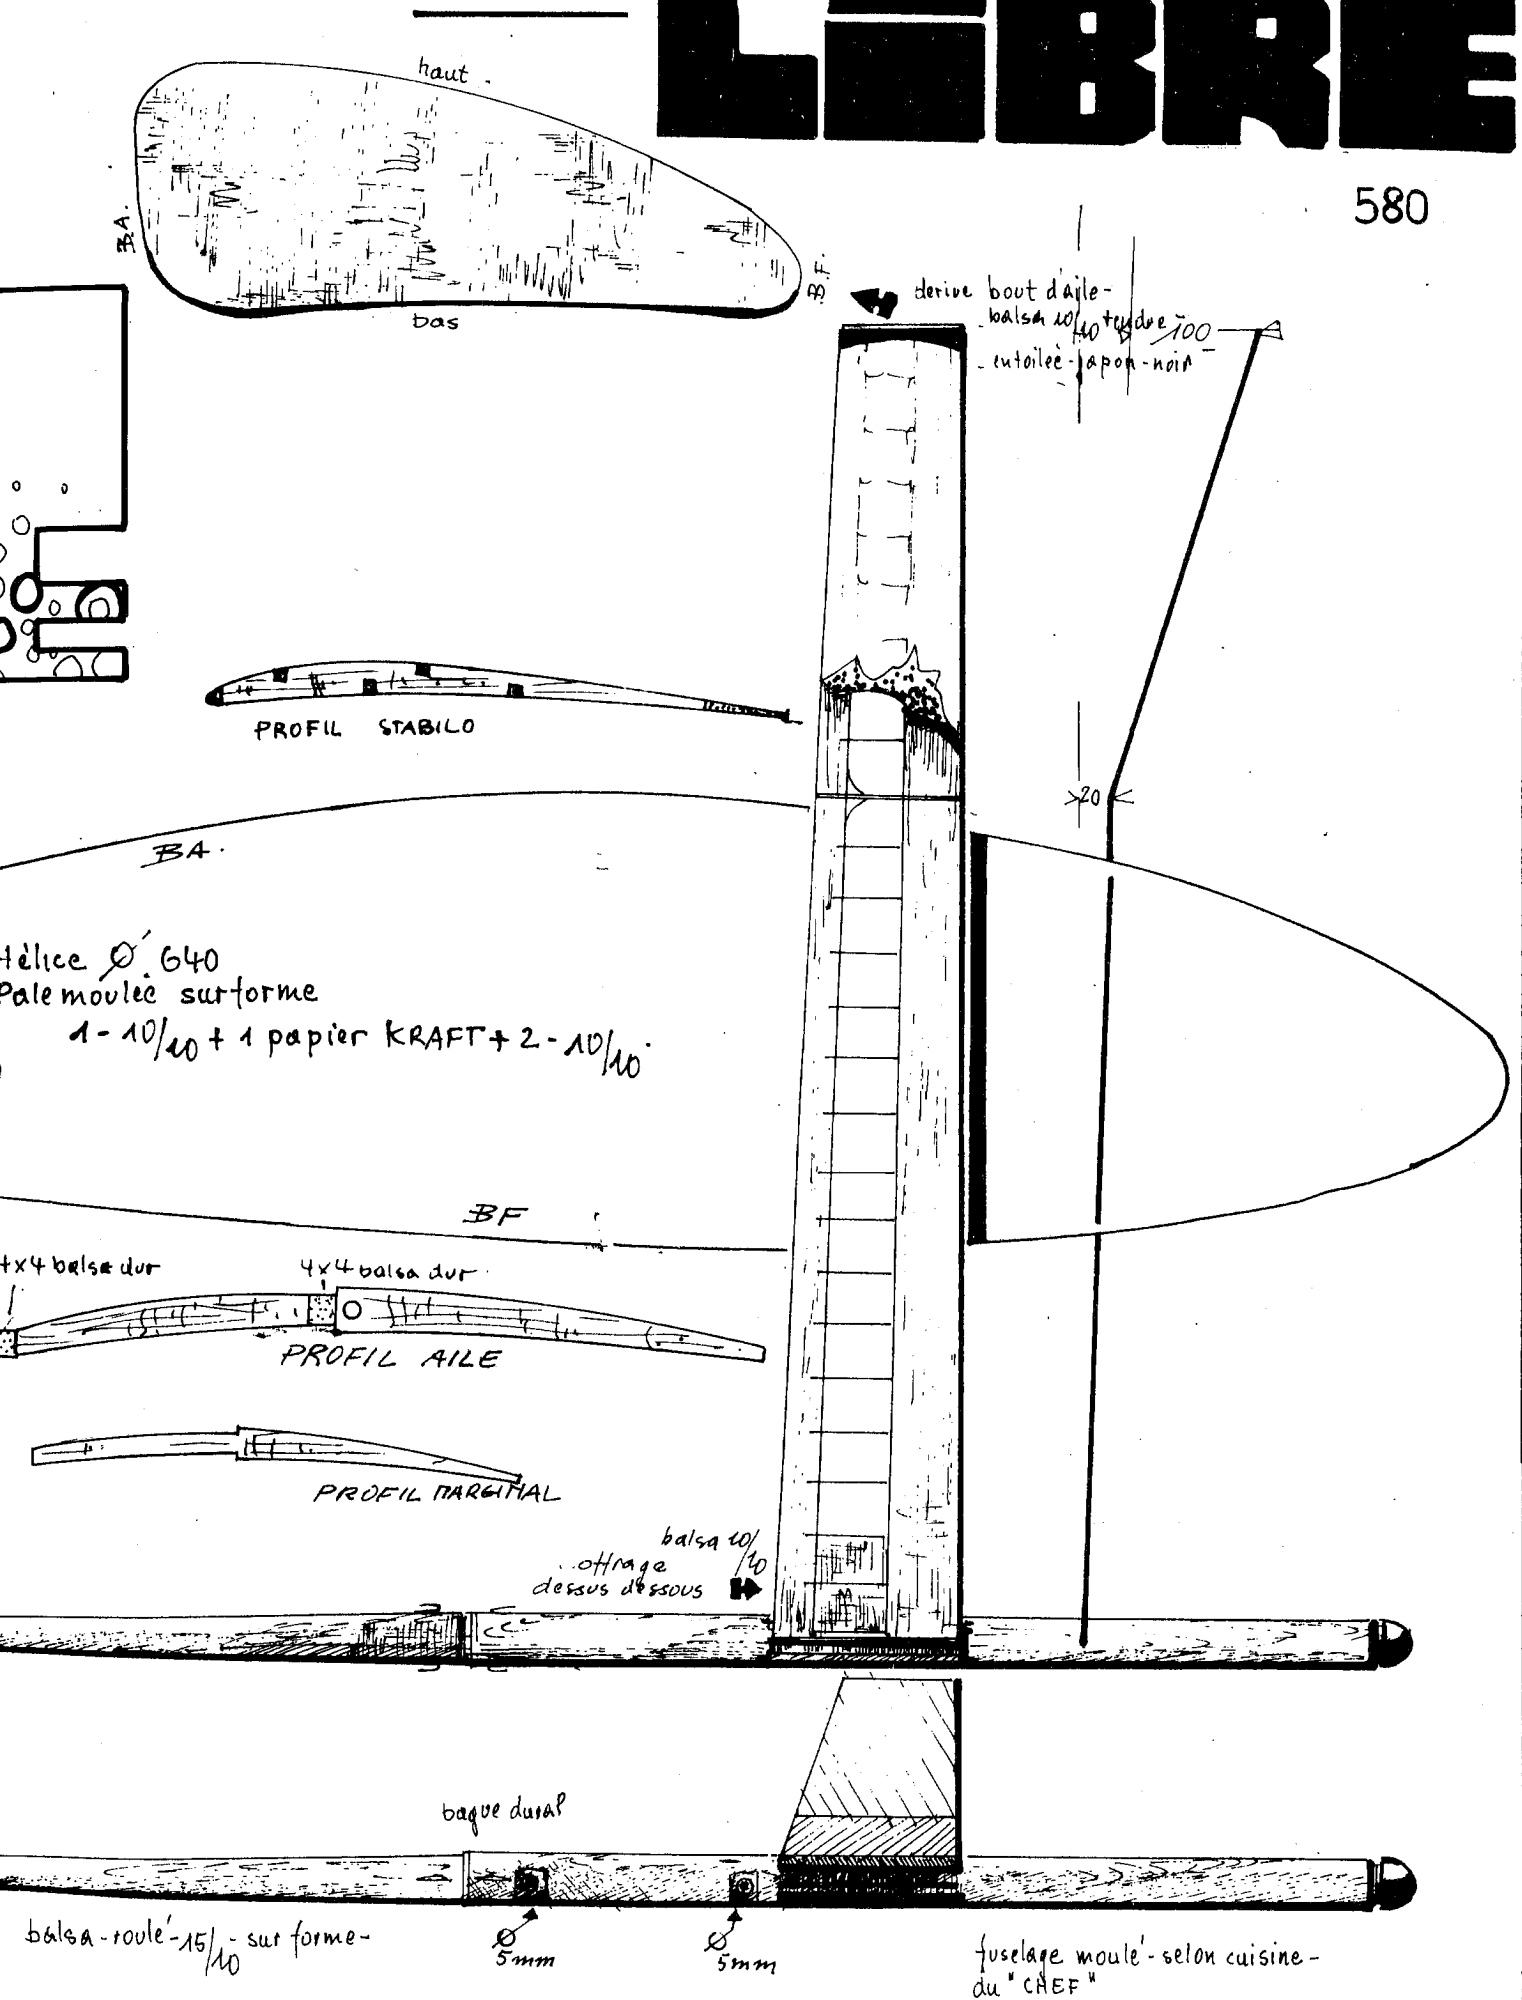 LIBRE
580
haut
BA.
BF.
bas
derive bout d'aile-
balsa 10/10 tendre
100
- entoilée-japon-noir
PROFIL STABILO
20
BA.
Hélice Ø 640
Pale moulée sur forme
1-10/10 + 1 papier KRAFT + 2-10/10
BF
4x4 balsa dur
4x4 balsa dur
PROFIL AILE
PROFIL MARGINAL
balsa 10/10
coffrage
dessus dessous
bague dural
balsa-roulé-15/10-sur forme-
Ø
5mm
Ø
5mm
fuselage moulé-selon cuisine-
du "CHEF"